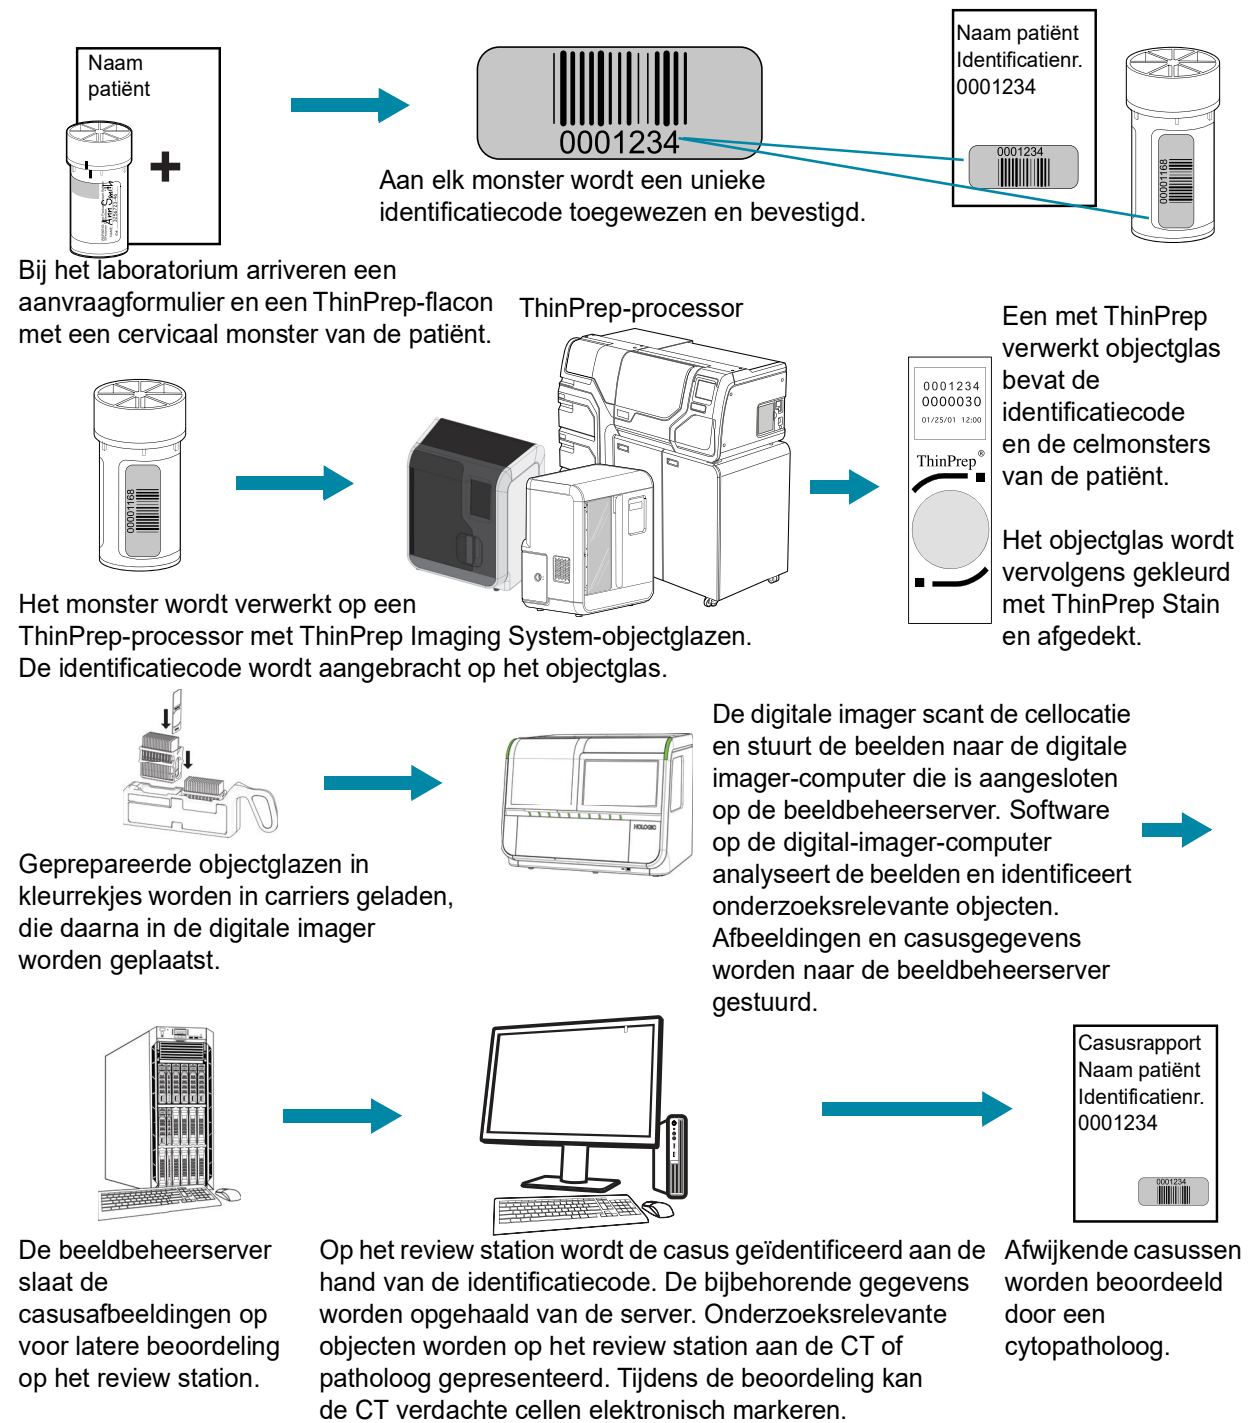 Naam
patiënt
Ann Smith
0001234
Aan elk monster wordt een unieke
identificatiecode toegewezen en bevestigd.
Naam patiënt
Identificatienr.
0001234
0001234
00001168
Bij het laboratorium arriveren een
aanvraagformulier en een ThinPrep-flacon
met een cervicaal monster van de patiënt.
00001168
ThinPrep-processor
0001234
0000030
01/25/01 12:00
ThinPrep®
Een met ThinPrep
verwerkt objectglas
bevat de
identificatiecode
en de celmonsters
van de patiënt.
Het objectglas wordt
vervolgens gekleurd
met ThinPrep Stain
en afgedekt.
Het monster wordt verwerkt op een
ThinPrep-processor met ThinPrep Imaging System-objectglazen.
De identificatiecode wordt aangebracht op het objectglas.
Geprepareerde objectglazen in
kleurrekjes worden in carriers geladen,
die daarna in de digitale imager
worden geplaatst.
HOLOGIC
De digitale imager scant de cellocatie
en stuurt de beelden naar de digitale
imager-computer die is aangesloten
op de beeldbeheerserver. Software
op de digital-imager-computer
analyseert de beelden en identificeert
onderzoeksrelevante objecten.
Afbeeldingen en casusgegevens
worden naar de beeldbeheerserver
gestuurd.
De beeldbeheerserver
slaat de
casusafbeeldingen op
voor latere beoordeling
op het review station.
Op het review station wordt de casus geïdentificeerd aan de
hand van de identificatiecode. De bijbehorende gegevens
worden opgehaald van de server. Onderzoeksrelevante
objecten worden op het review station aan de CT of
patholoog gepresenteerd. Tijdens de beoordeling kan
de CT verdachte cellen elektronisch markeren.
Casusrapport
Naam patiënt
Identificatienr.
0001234
0001234
Afwijkende casussen
worden beoordeeld
door een
cytopatholoog.